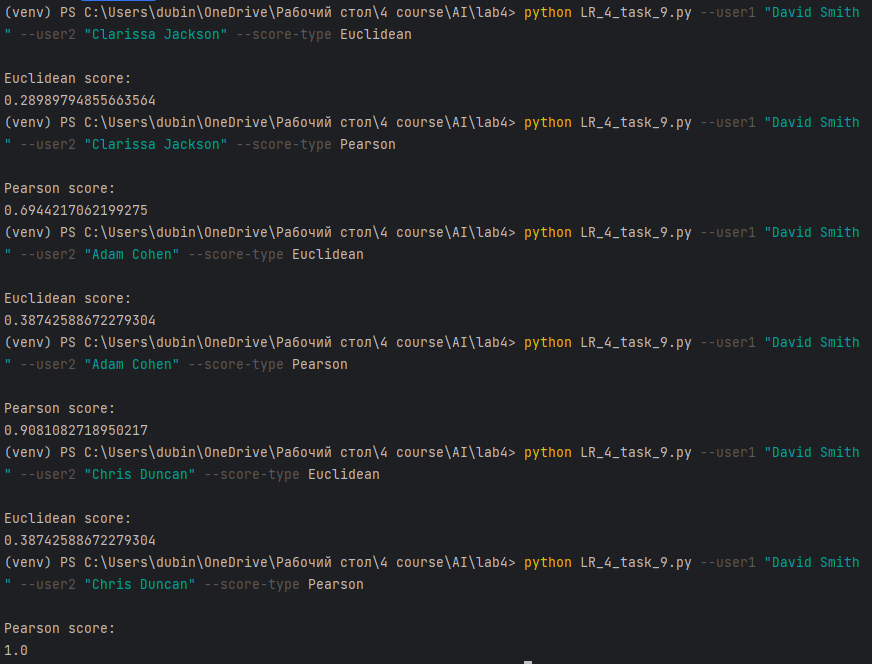 (venv) PS C:\Users\dubin\OneDrive\Рабочий стол\4 course\AI\lab4> python LR_4_task_9.py --user1 "David Smith
" --user2 "Clarissa Jackson" --score-type Euclidean
Euclidean score:
0.28989794855663564
(venv) PS C:\Users\dubin\OneDrive\Рабочий стол\4 course\AI\lab4> python LR_4_task_9.py --user1 "David Smith
" --user2 "Clarissa Jackson" --score-type Pearson
Pearson score:
0.6944217062199275
(venv) PS C:\Users\dubin\OneDrive\Рабочий стол\4 course\AI\lab4> python LR_4_task_9.py --user1 "David Smith
" --user2 "Adam Cohen" --score-type Euclidean
Euclidean score:
0.38742588672279304
(venv) PS C:\Users\dubin\OneDrive\Рабочий стол\4 course\AI\lab4> python LR_4_task_9.py --user1 "David Smith
" --user2 "Adam Cohen" --score-type Pearson
Pearson score:
0.9081082718950217
(venv) PS C:\Users\dubin\OneDrive\Рабочий стол\4 course\AI\lab4> python LR_4_task_9.py --user1 "David Smith
" --user2 "Chris Duncan" --score-type Euclidean
Euclidean score:
0.38742588672279304
(venv) PS C:\Users\dubin\OneDrive\Рабочий стол\4 course\AI\lab4> python LR_4_task_9.py --user1 "David Smith
" --user2 "Chris Duncan" --score-type Pearson
Pearson score:
1.0